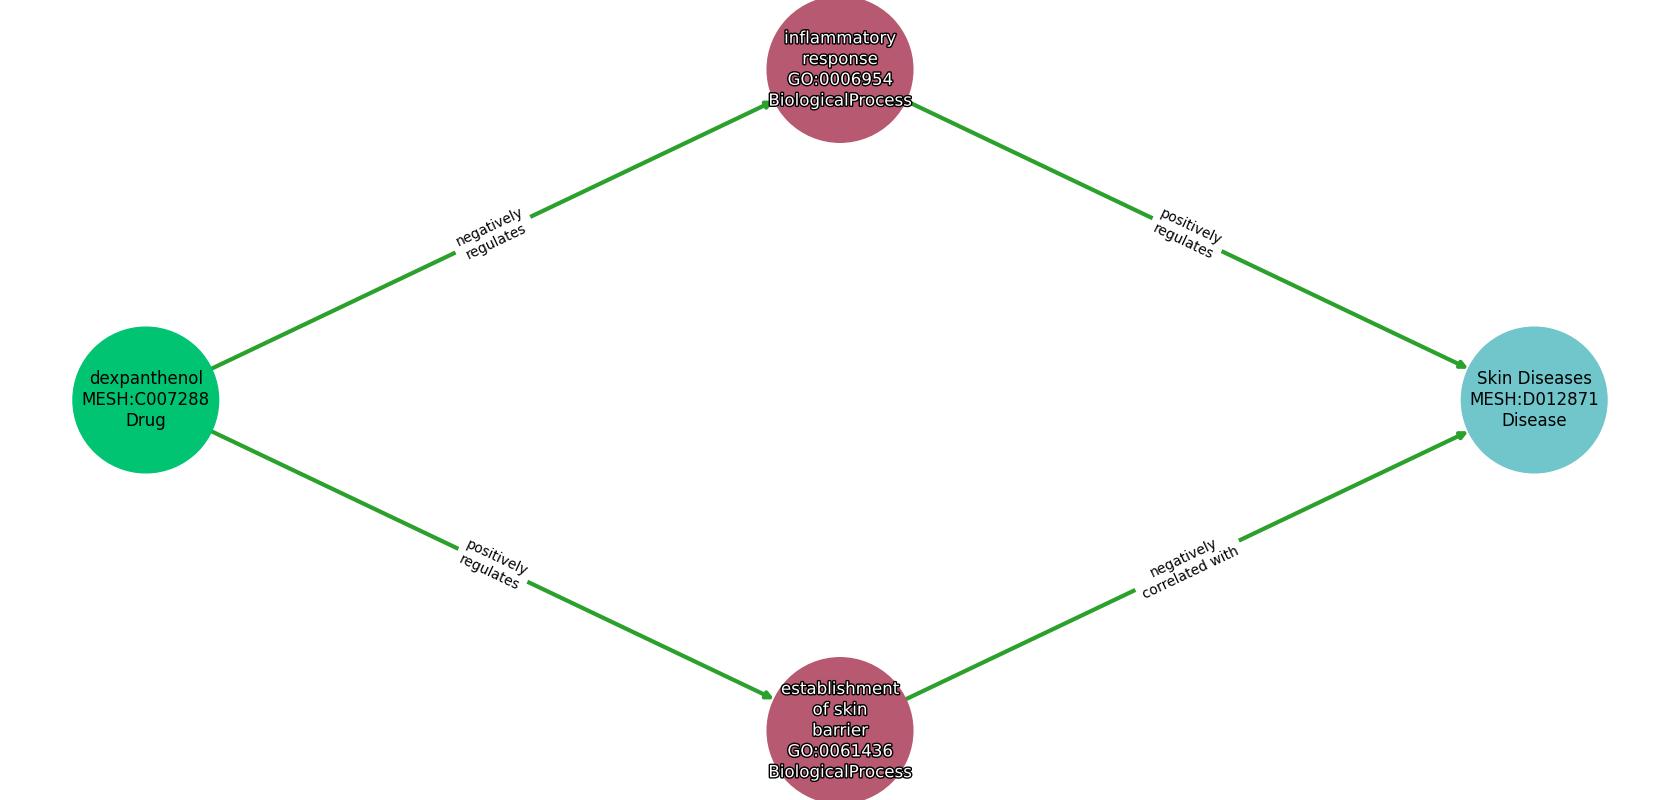 inflammatory
response
GO:0006954
BiologicalProcess
negatively
regulates
positively
regulates
dexpanthenol
MESH:C007288
Drug
Skin Diseases
MESH:D012871
Disease
positively
regulates
negatively
correlated with
establishment
of skin
barrier
GO:0061436
BiologicalProcess